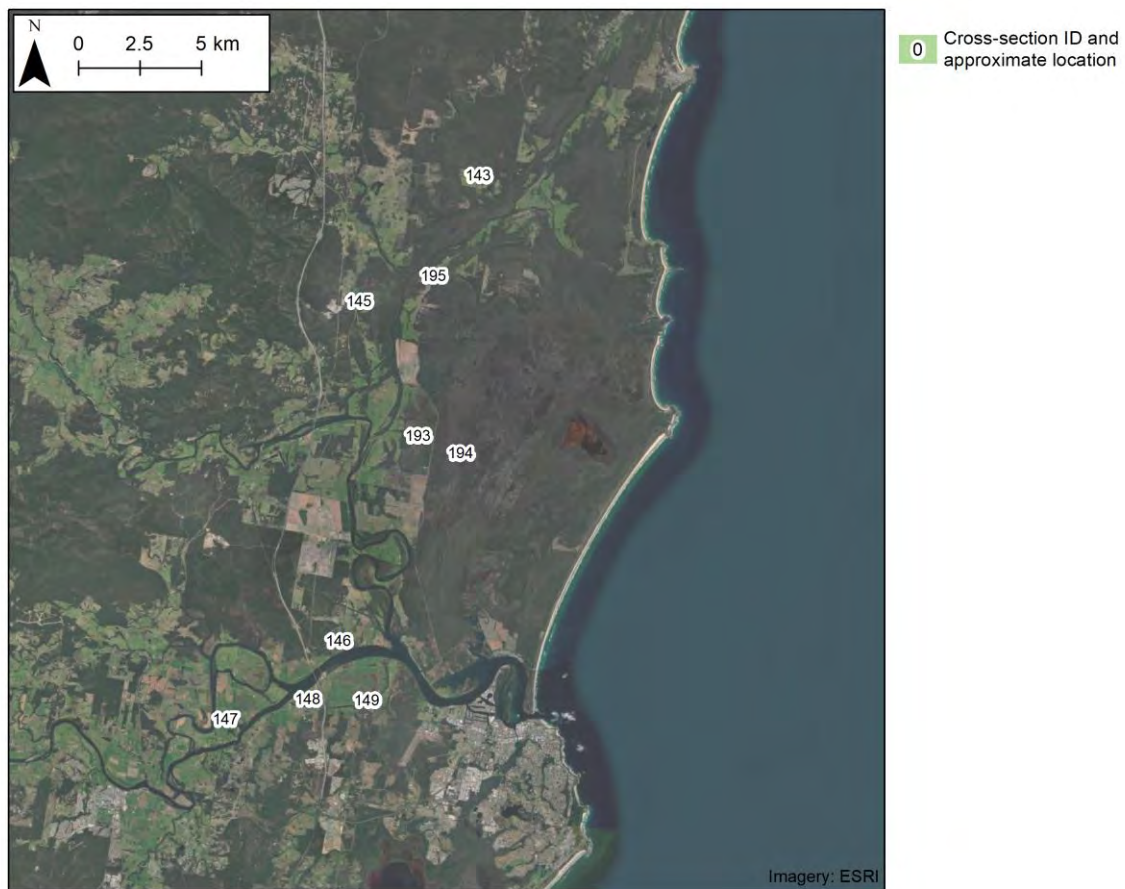 N
0 2.5 5 km
0 Cross-section ID and
approximate location
143
195
145
193
194
146
148
149
147
Imagery: ESRI